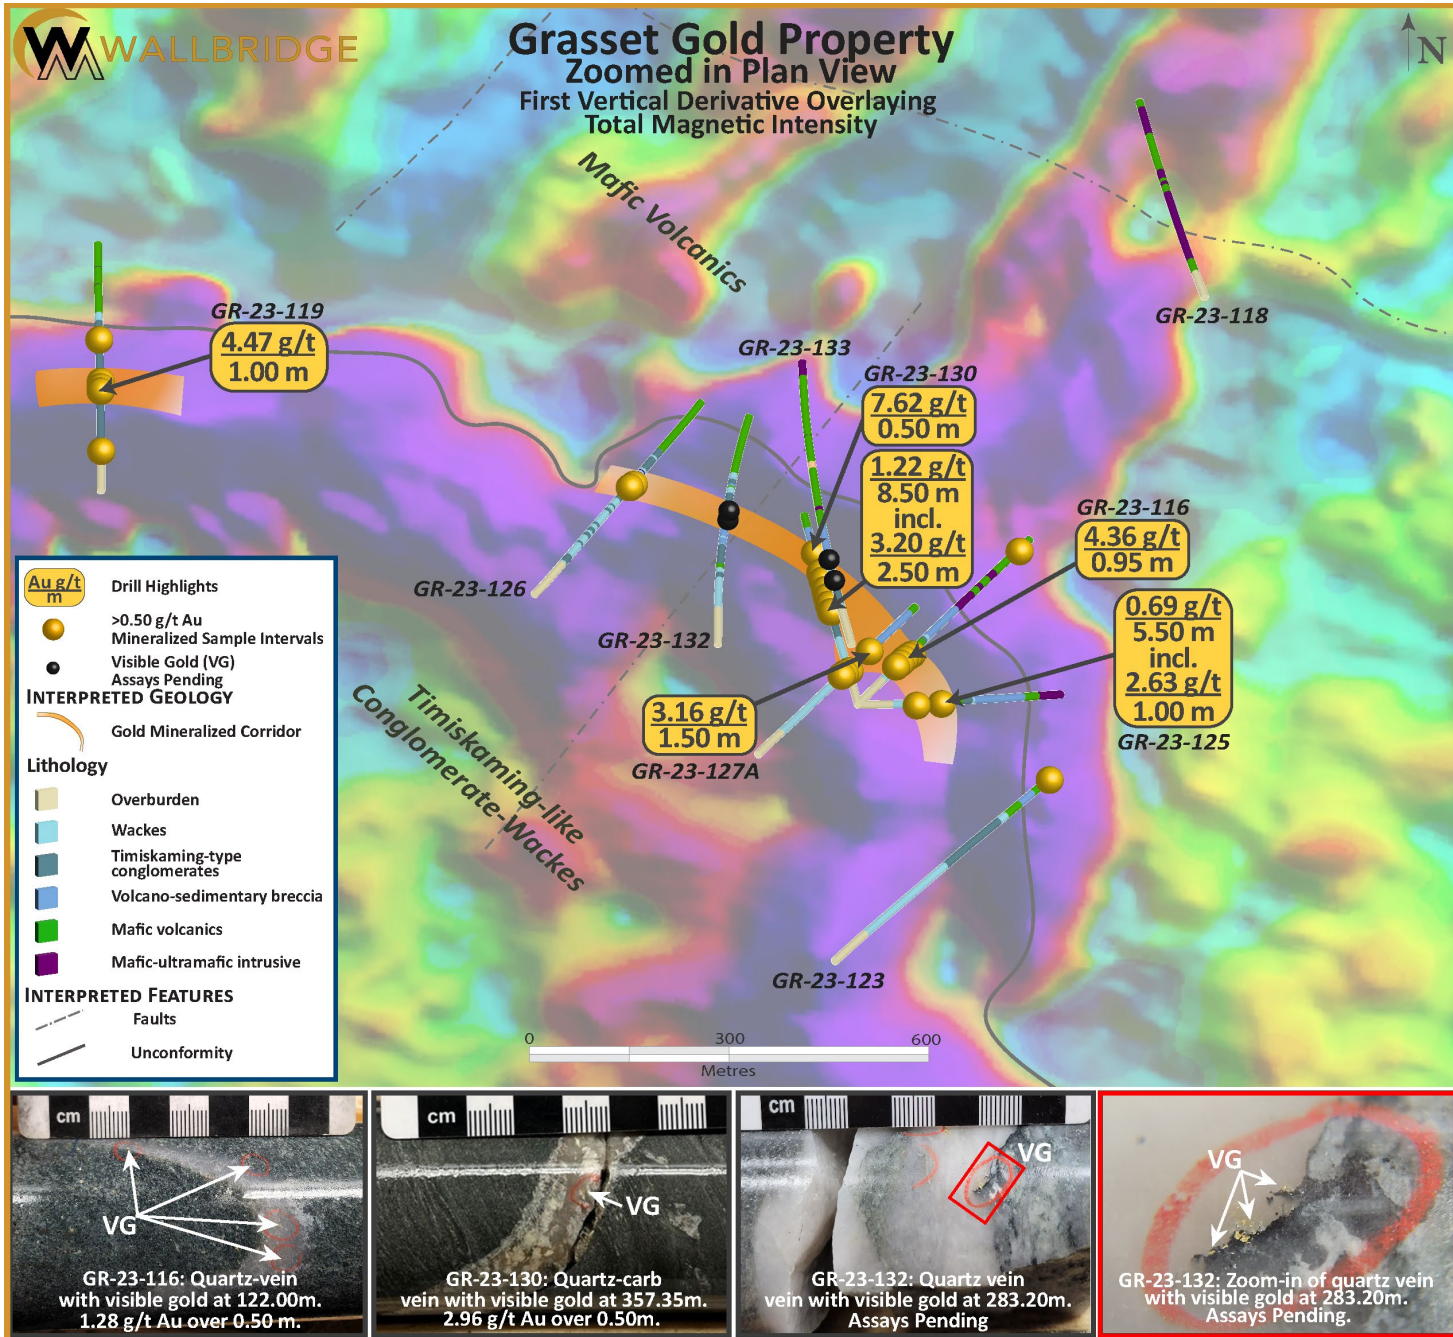 WALLBRIDGE
Grasset Gold Property
Zoomed in Plan View
First Vertical Derivative Overlaying
Total Magnetic Intensity
N
Mafic Volcanics
GR-23-119
4.47 g/t
1.00 m
GR-23-118
GR-23-133
GR-23-130
7.62 g/t
0.50 m
1.22 g/t
8.50 m
incl.
3.20 g/t
2.50 m
GR-23-116
4.36 g/t
0.95 m
GR-23-126
GR-23-132
0.69 g/t
5.50 m
incl.
2.63 g/t
1.00 m
GR-23-125
3.16 g/t
1.50 m
GR-23-127A
Timiskaming-like
Conglomerate-Wackes
GR-23-123
Au g/t
m
Drill Highlights
>0.50 g/t Au
Mineralized Sample Intervals
Visible Gold (VG)
Assays Pending
INTERPRETED GEOLOGY
Gold Mineralized Corridor
Lithology
Overburden
Wackes
Timiskaming-type
conglomerates
Volcano-sedimentary breccia
Mafic volcanics
Mafic-ultramafic intrusive
INTERPRETED FEATURES
Faults
Unconformity
0 300 600
Metres
cm
VG
GR-23-116: Quartz-vein
with visible gold at 122.00m.
1.28 g/t Au over 0.50 m.
cm
VG
GR-23-130: Quartz-carb
vein with visible gold at 357.35m.
2.96 g/t Au over 0.50m.
cm
VG
GR-23-132: Quartz vein
with visible gold at 283.20m.
Assays Pending
VG
GR-23-132: Zoom-in of quartz vein
with visible gold at 283.20m.
Assays Pending.